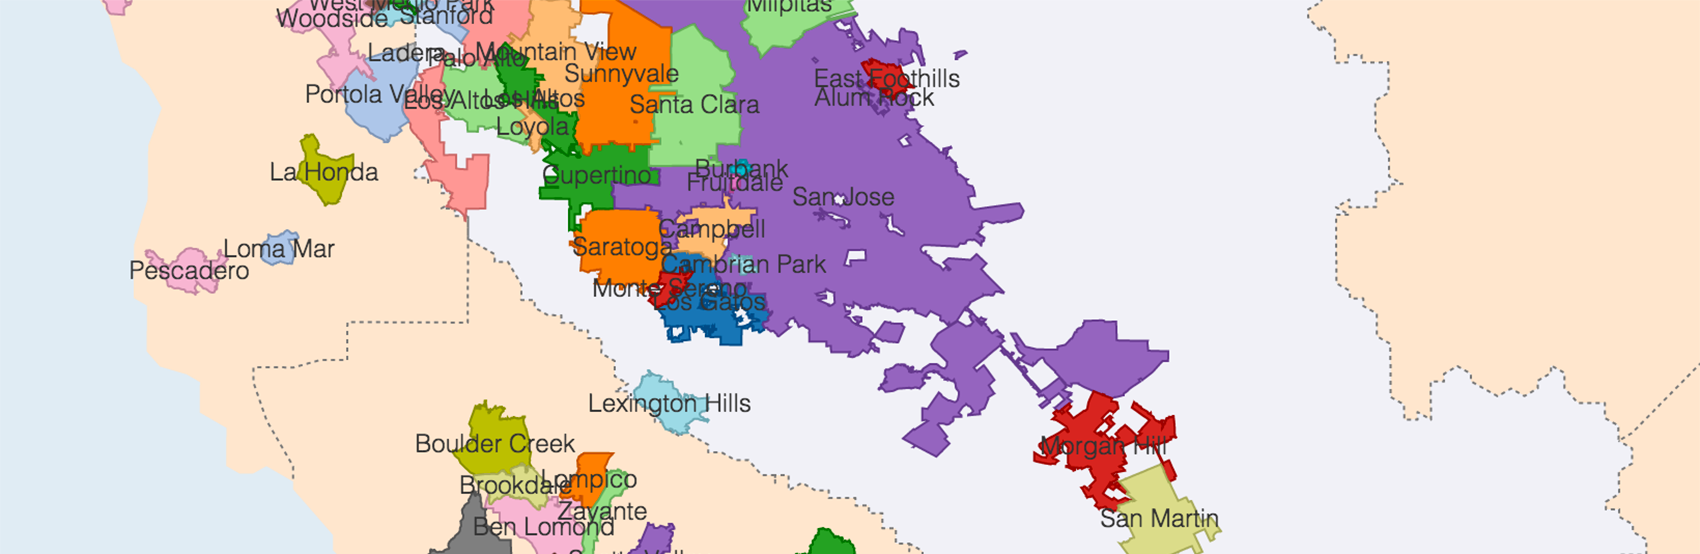 West Menlo Park
Milpitas
Woodside
Stanford
Ladera
Palo Alto
Mountain View
Sunnyvale
East Foothills
Portola Valley
Los Altos Hills
Los Altos
Santa Clara
Alum Rock
Loyola
La Honda
Cupertino
Burbank
Fruitdale
San Jose
Campbell
Saratoga
Loma Mar
Pescadero
Cambrian Park
Monte Sereno
Los Gatos
Lexington Hills
Boulder Creek
Morgan Hill
Brookdale
Lompico
Zayante
San Martin
Ben Lomond